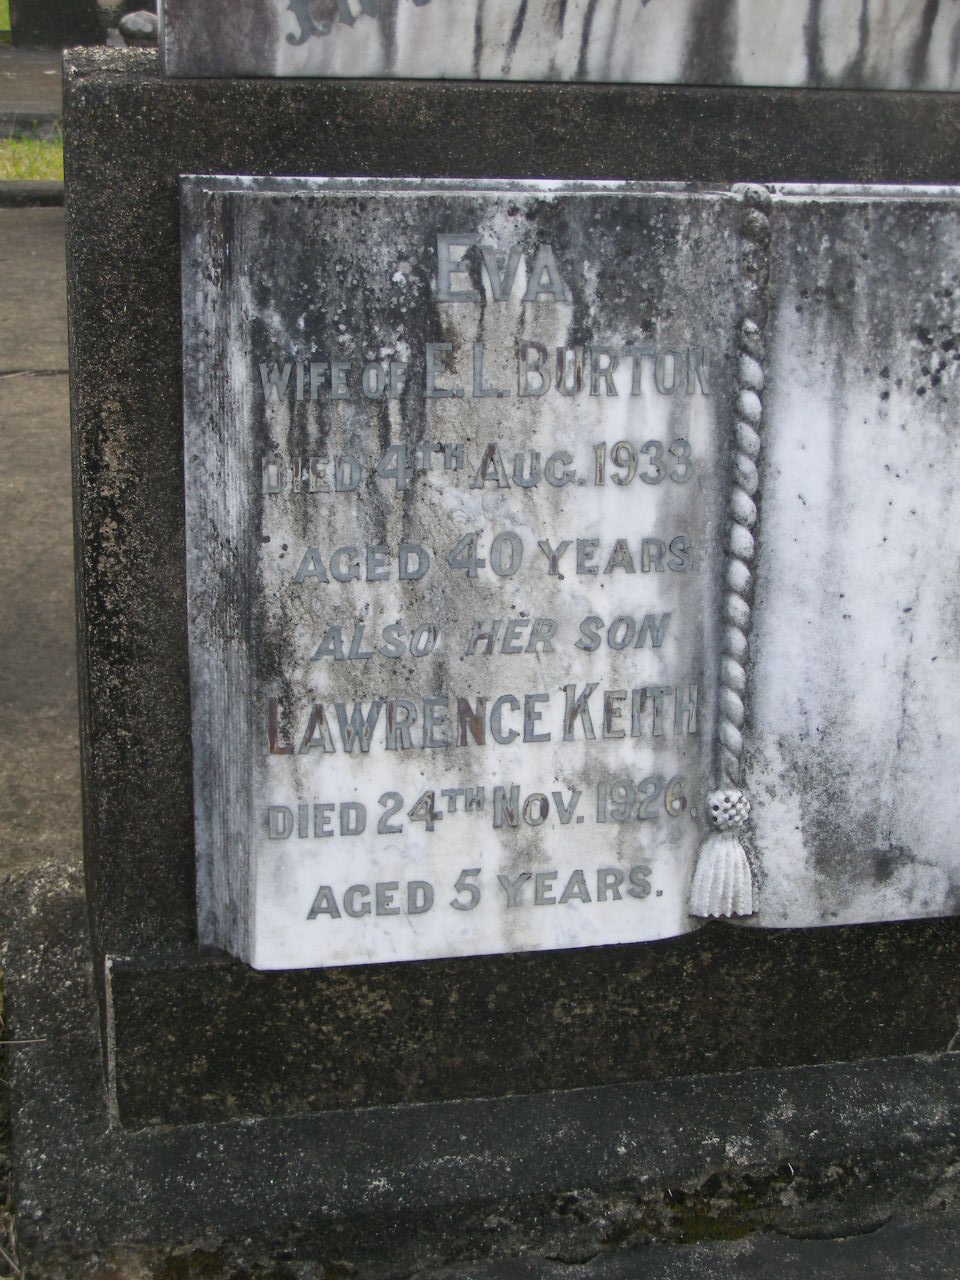 EVA
WIFE OF E.L. BURTON
DIED 4TH AUG. 1933.
AGED 40 YEARS.
ALSO HER SON
LAWRENCE KEITH
DIED 24TH NOV. 1926.
AGED 5 YEARS.